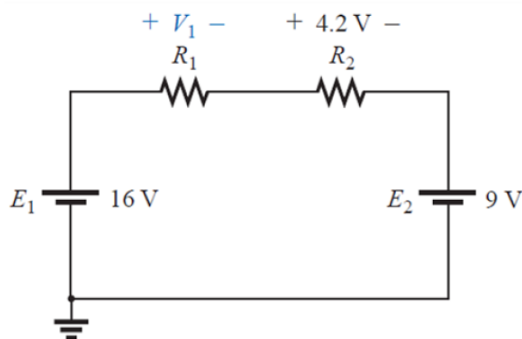 + V₁ − + 4.2 V −
R₁ R₂
E₁ 16 V E₂ 9 V